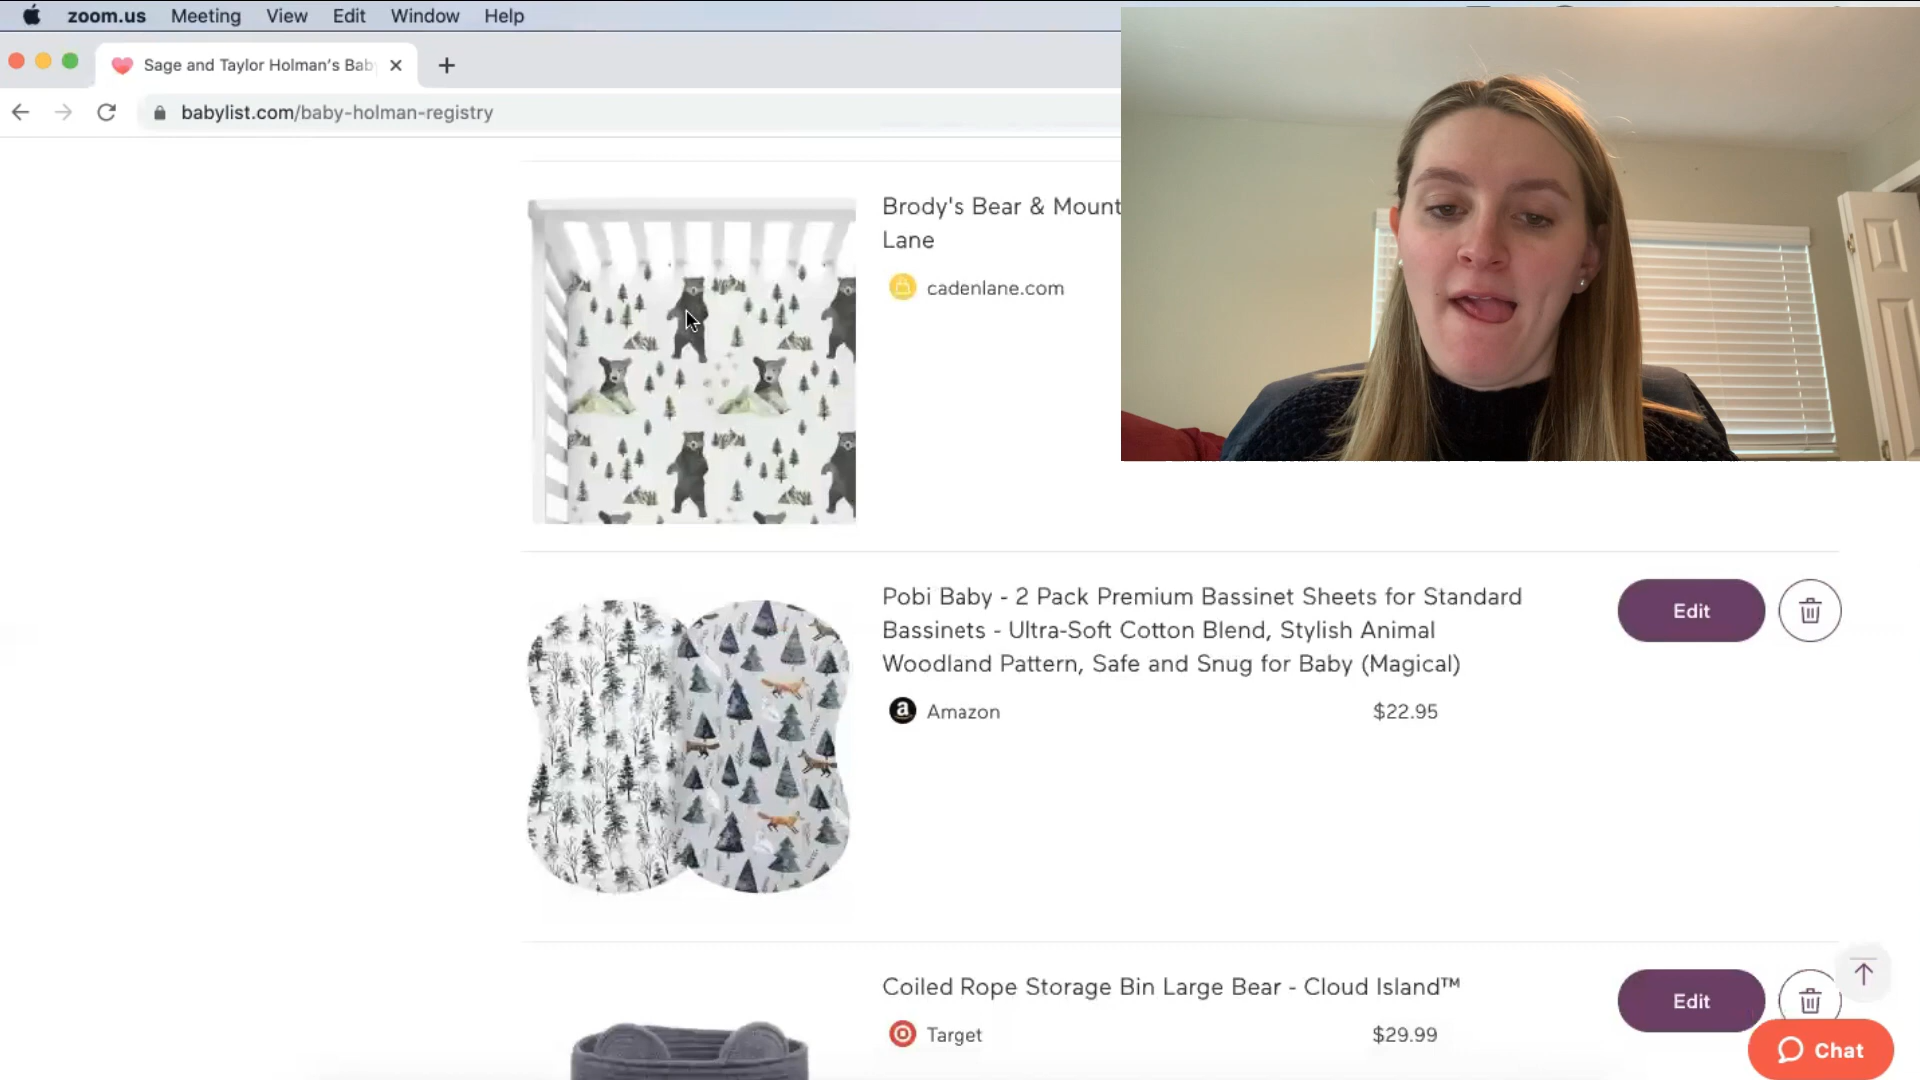 zoom.us Meeting View Edit Window Help
Sage and Taylor Holman's Bab
babylist.com/baby-holman-registry
Brody's Bear & Mount
Lane
cadenlane.com
Pobi Baby - 2 Pack Premium Bassinet Sheets for Standard
Bassinets - Ultra-Soft Cotton Blend, Stylish Animal
Woodland Pattern, Safe and Snug for Baby (Magical)
Edit
Amazon $22.95
Coiled Rope Storage Bin Large Bear - Cloud Island™
Edit
Target $29.99
Chat